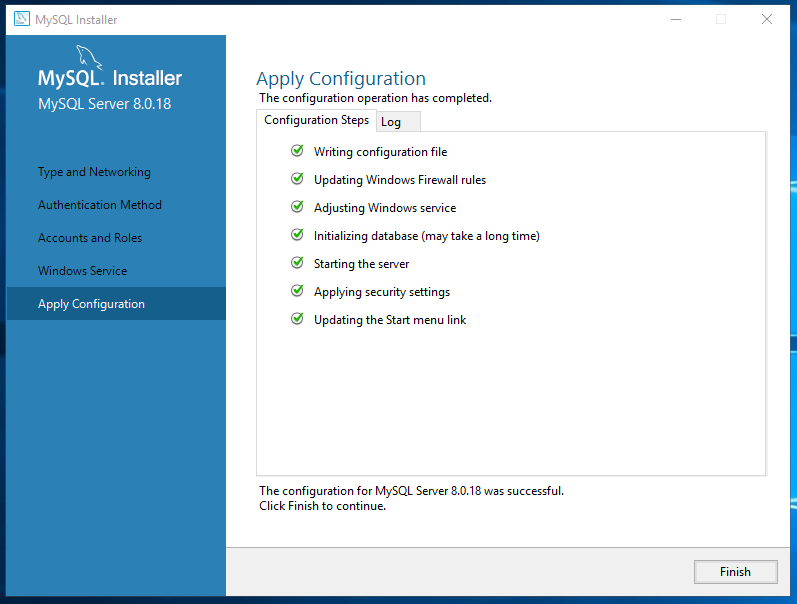 MySQL Installer
MySQL® Installer
MySQL Server 8.0.18
Type and Networking
Authentication Method
Accounts and Roles
Windows Service
Apply Configuration
Apply Configuration
The configuration operation has completed.
Configuration Steps
Log
Writing configuration file
Updating Windows Firewall rules
Adjusting Windows service
Initializing database (may take a long time)
Starting the server
Applying security settings
Updating the Start menu link
The configuration for MySQL Server 8.0.18 was successful.
Click Finish to continue.
Finish